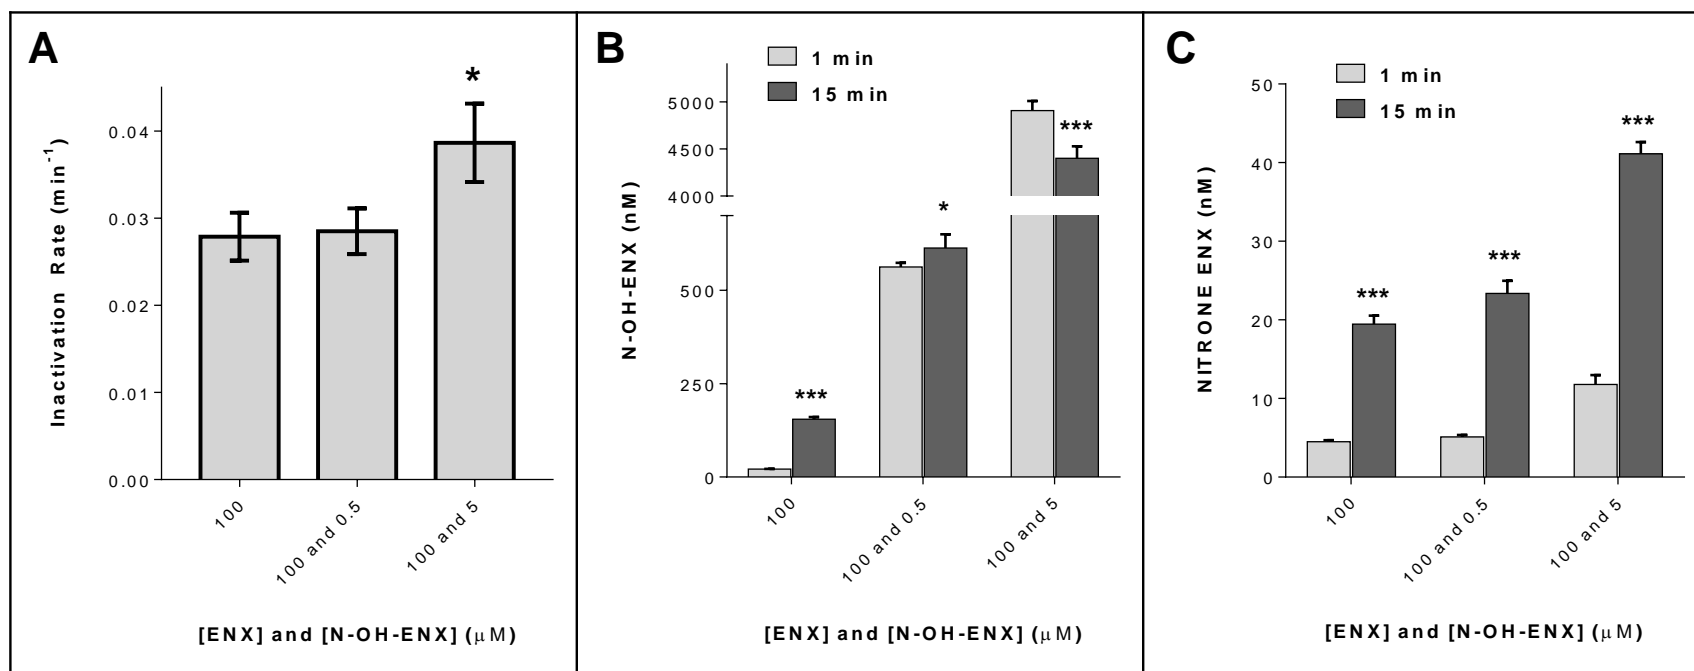 A
*
Inactivation Rate (min-1)
0.04
0.03
0.02
0.01
0.00
100
100 and 0.5
100 and 5
[ENX] and [N-OH-ENX] (µM)
B
1 min
15 min
N-OH-ENX (nM)
5000
4500
4000
500
250
0
***
*
***
100
100 and 0.5
100 and 5
[ENX] and [N-OH-ENX] (µM)
C
1 min
15 min
NITRONE ENX (nM)
50
40
30
20
10
0
***
***
***
100
100 and 0.5
100 and 5
[ENX] and [N-OH-ENX] (µM)